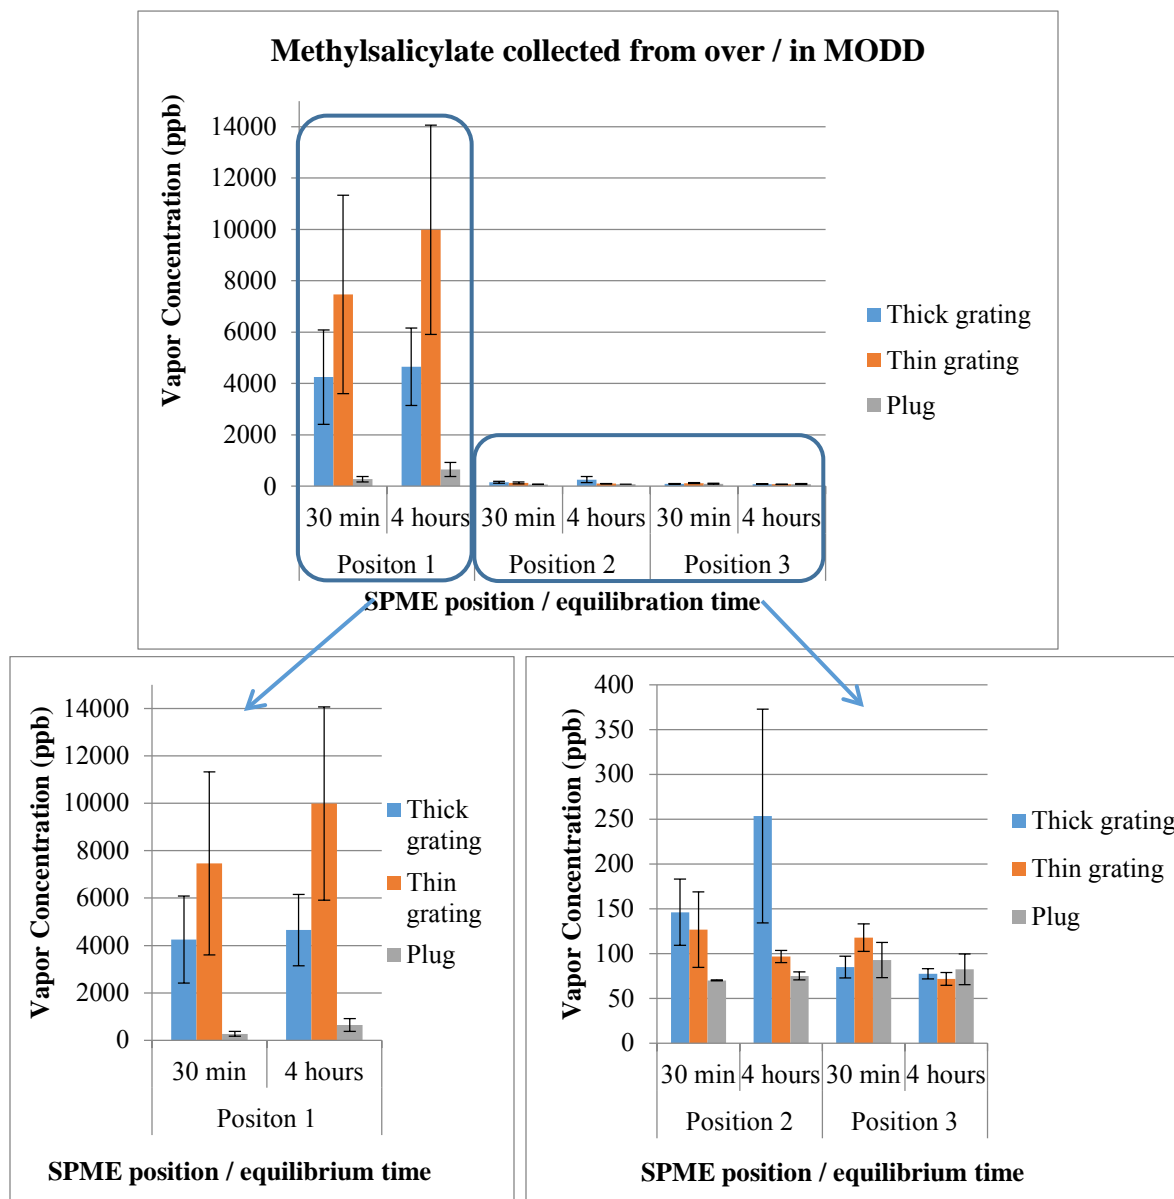 Methylsalicylate collected from over / in MODD
Vapor Concentration (ppb)
14000
12000
10000
8000
6000
4000
2000
0
30 min 4 hours 30 min 4 hours 30 min 4 hours
Positon 1 Position 2 Position 3
SPME position / equilibration time
Thick grating
Thin grating
Plug
Vapor Concentration (ppb)
14000
12000
10000
8000
6000
4000
2000
0
30 min 4 hours
Positon 1
SPME position / equilibrium time
Thick
grating
Thin
grating
Plug
Vapor Concentration (ppb)
400
350
300
250
200
150
100
50
0
30 min 4 hours 30 min 4 hours
Position 2 Position 3
SPME position / equilibrium time
Thick grating
Thin grating
Plug